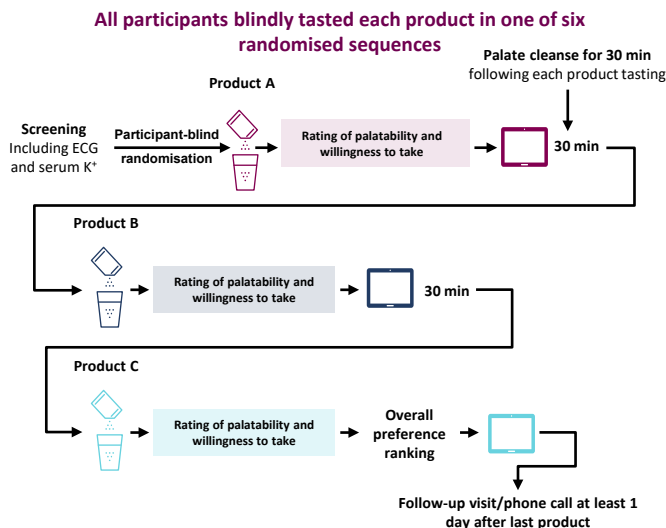 All participants blindly tasted each product in one of six
randomised sequences
Palate cleanse for 30 min
following each product tasting
Product A
Screening
Including ECG
and serum K⁺
Participant-blind
randomisation
Rating of palatability and
willingness to take
30 min
Product B
Rating of palatability and
willingness to take
30 min
Product C
Rating of palatability and
willingness to take
Overall
preference
ranking
Follow-up visit/phone call at least 1
day after last product